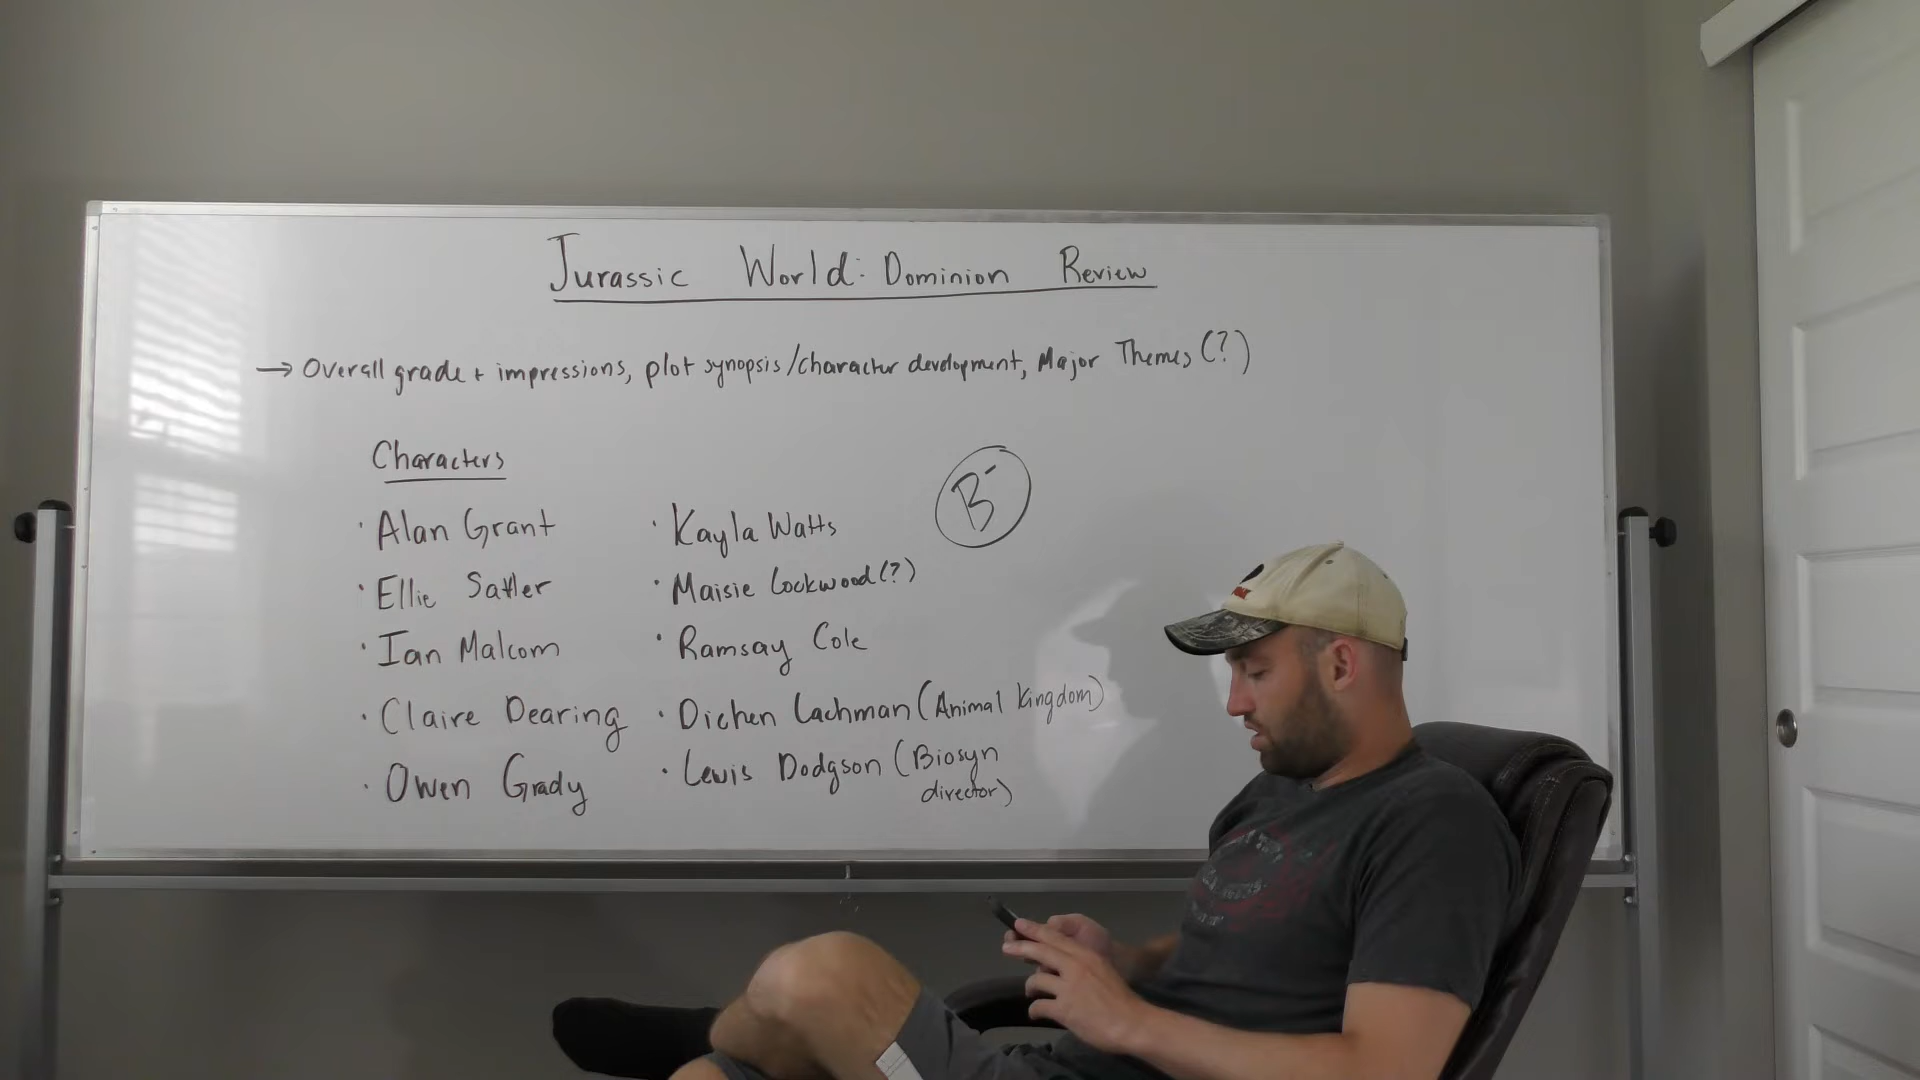 Jurassic World: Dominion Review
→ Overall grade + impressions, plot synopsis/character development, Major Themes (?)
Characters
· Alan Grant
· Ellie Sattler
· Ian Malcom
· Claire Dearing
· Owen Grady
· Kayla Watts
· Maisie Lockwood (?)
· Ramsay Cole
· Dichen Lachman (Animal Kingdom)
· Lewis Dodgson (Biosyn
director)
B-